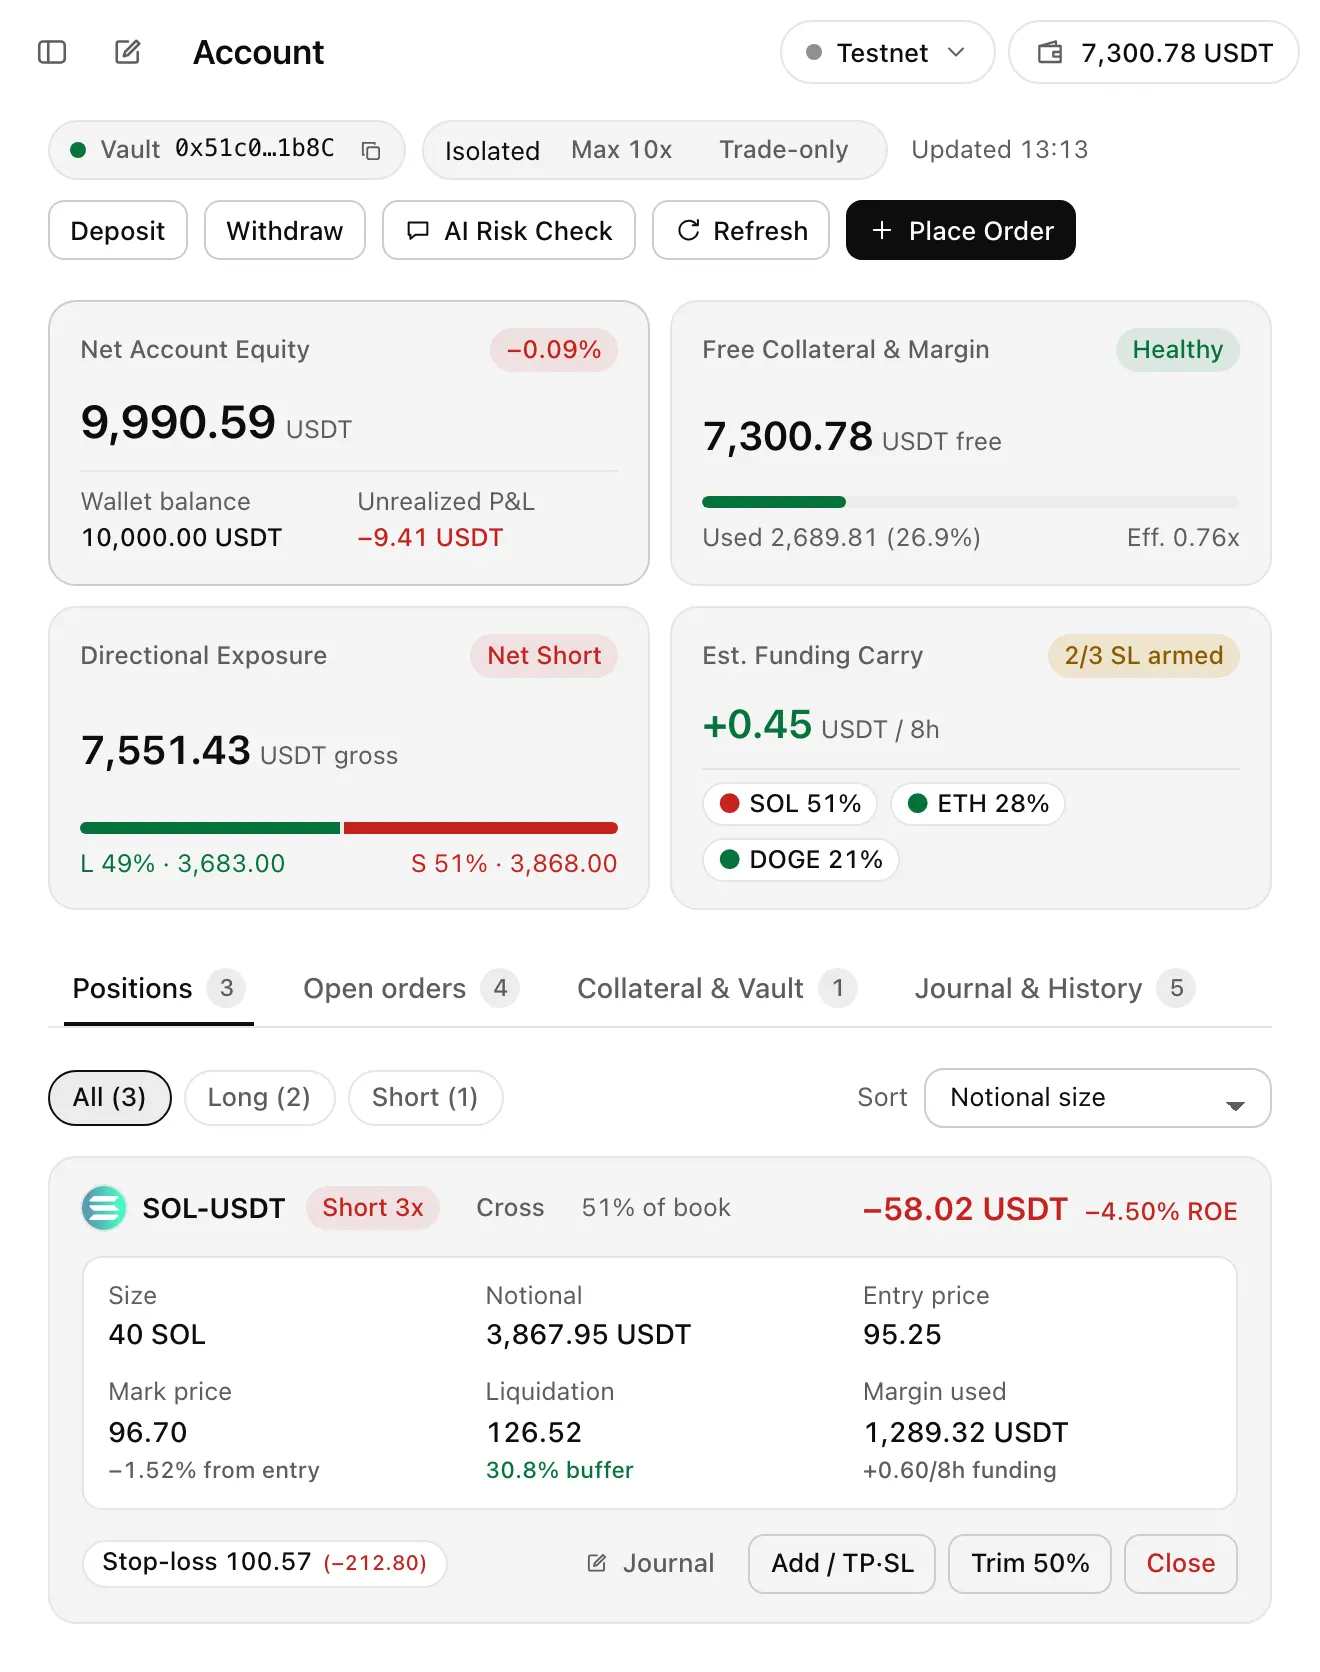 Account
Testnet
7,300.78 USDT
Vault 0x51c0…1b8C
Isolated Max 10x Trade-only
Updated 13:13
Deposit
Withdraw
AI Risk Check
Refresh
+ Place Order
Net Account Equity
−0.09%
9,990.59 USDT
Wallet balance
10,000.00 USDT
Unrealized P&L
−9.41 USDT
Free Collateral & Margin
Healthy
7,300.78 USDT free
Used 2,689.81 (26.9%)
Eff. 0.76x
Directional Exposure
Net Short
7,551.43 USDT gross
L 49% · 3,683.00
S 51% · 3,868.00
Est. Funding Carry
2/3 SL armed
+0.45 USDT / 8h
SOL 51%
ETH 28%
DOGE 21%
Positions 3
Open orders 4
Collateral & Vault 1
Journal & History 5
All (3)
Long (2)
Short (1)
Sort
Notional size
SOL-USDT
Short 3x
Cross
51% of book
−58.02 USDT −4.50% ROE
Size
40 SOL
Notional
3,867.95 USDT
Entry price
95.25
Mark price
96.70
−1.52% from entry
Liquidation
126.52
30.8% buffer
Margin used
1,289.32 USDT
+0.60/8h funding
Stop-loss 100.57 (−212.80)
Journal
Add / TP·SL
Trim 50%
Close